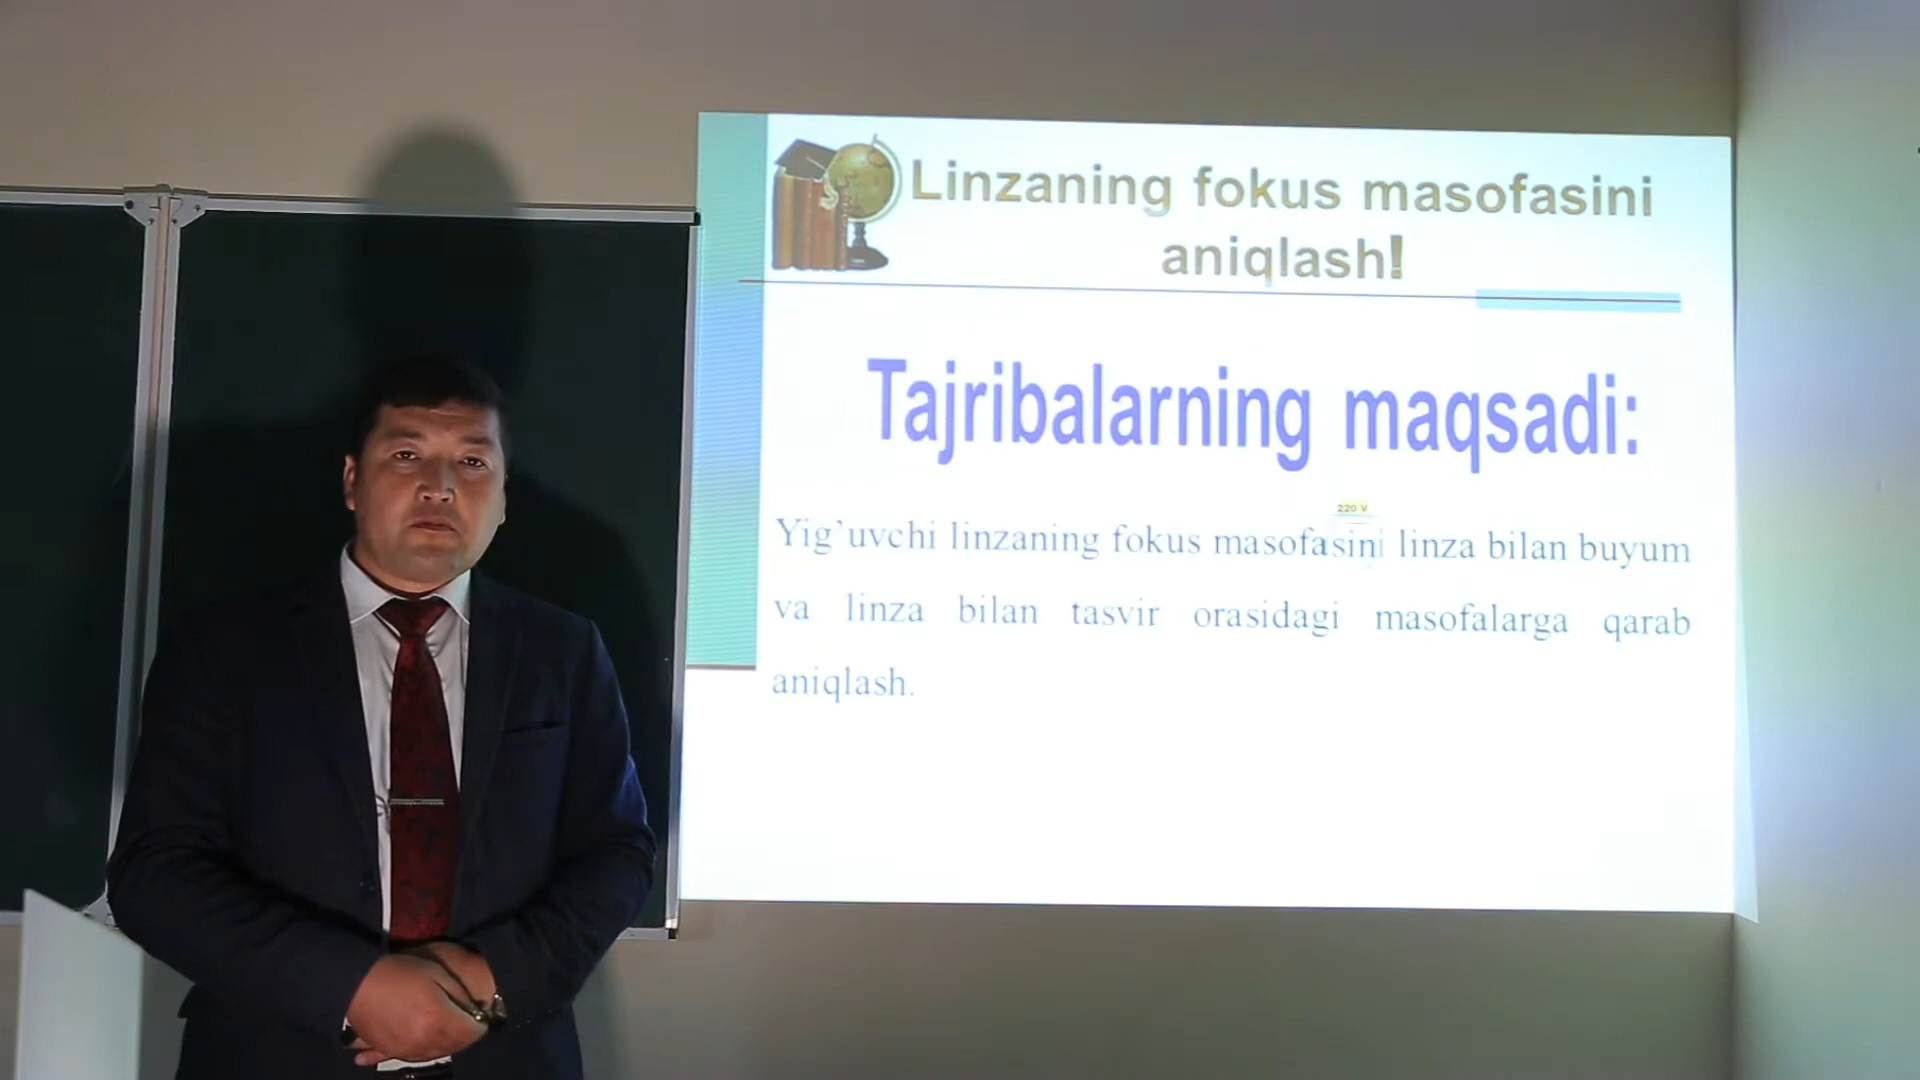 Linzaning fokus masofasini
aniqlash!
Tajribalarning maqsadi:
220 V
Yig’uvchi linzaning fokus masofasini linza bilan buyum
va linza bilan tasvir orasidagi masofalarga qarab
aniqlash.